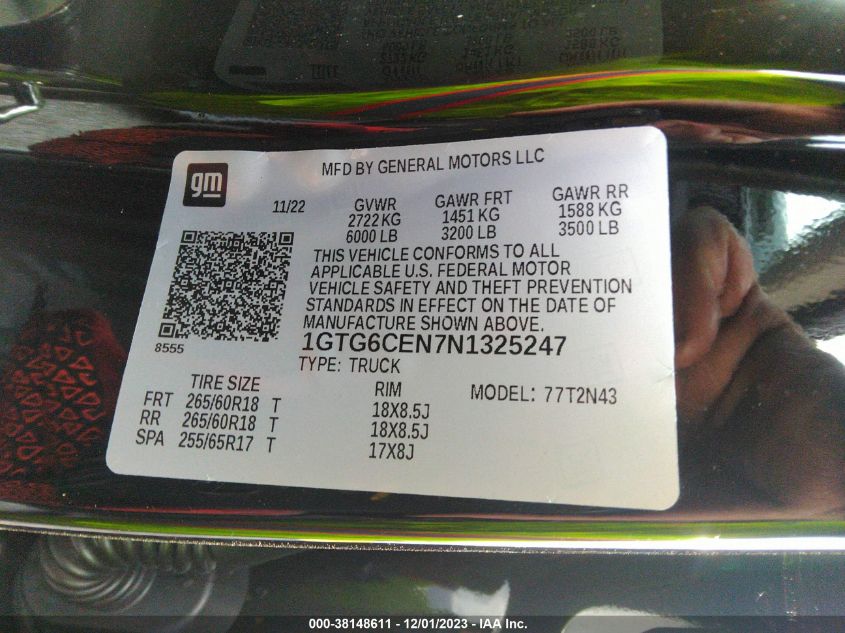 gm
MFD BY GENERAL MOTORS LLC
11/22 GVWR GAWR FRT GAWR RR
2722 KG 1451 KG 1588 KG
6000 LB 3200 LB 3500 LB
THIS VEHICLE CONFORMS TO ALL
APPLICABLE U.S. FEDERAL MOTOR
VEHICLE SAFETY AND THEFT PREVENTION
STANDARDS IN EFFECT ON THE DATE OF
MANUFACTURE SHOWN ABOVE.
8555
1GTG6CEN7N1325247
TYPE: TRUCK
TIRE SIZE RIM MODEL: 77T2N43
FRT 265/60R18 T 18X8.5J
RR 265/60R18 T 18X8.5J
SPA 255/65R17 T 17X8J
000-38148611 - 12/01/2023 - IAA Inc.